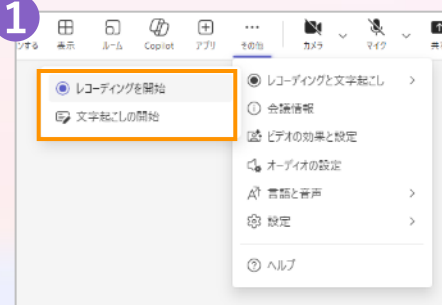 1
する 表示 ルーム Copilot アプリ その他 カメラ マイク 共有
レコーディングを開始
文字起こしの開始
レコーディングと文字起こし
会議情報
ビデオの効果と設定
オーディオの設定
言語と音声
設定
ヘルプ